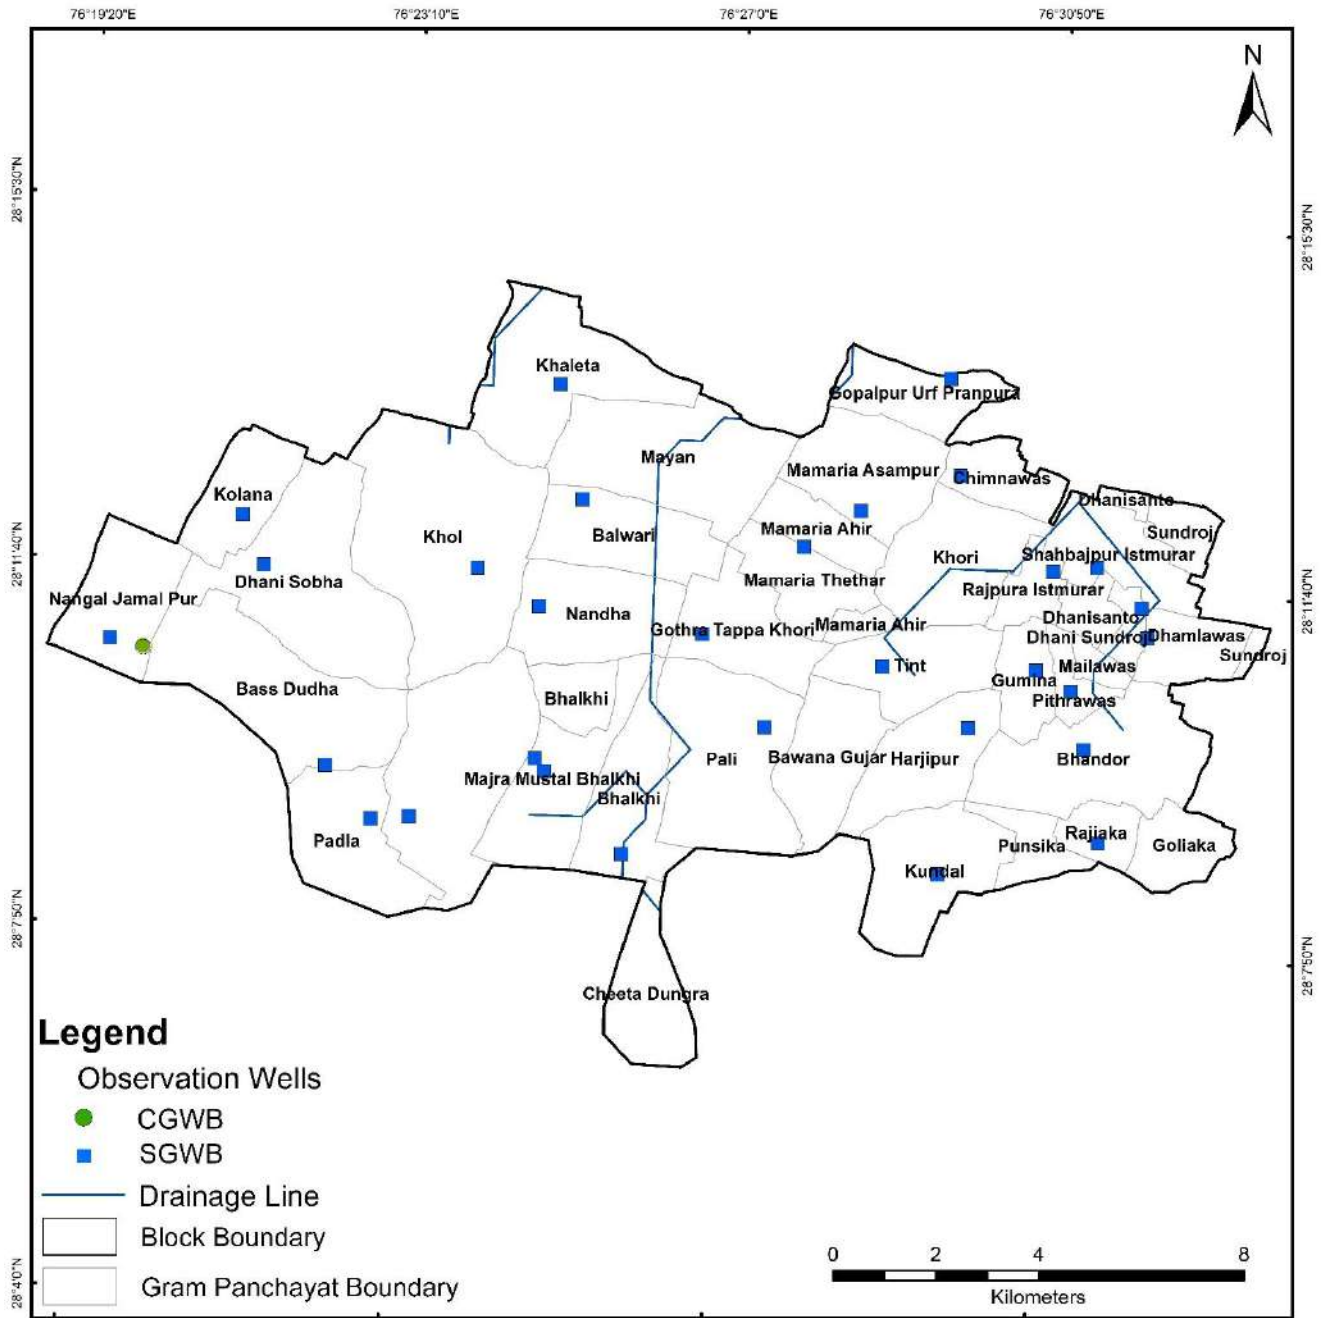 76°19'20"E 76°23'10"E 76°27'0"E 76°30'50"E
N
28°15'30"N
28°15'30"N
Khaleta
Gopalpur Urf Pranpura
Mayan
Mamaria Asampur
Chimnawas
Kolana
Dhanisante
Mamaria Ahir
Sundroj
Khol
Balwari
28°11'40"N
Khori
Shahbajpur Istmurar
Dhani Sobha
Mamaria Thethar
Rajpura Istmurar
28°11'40"N
Nangal Jamal Pur
Nandha
Gothra Tappa Khori
Mamaria Ahir
Dhanisanto
Dhani Sundroj
Dhamlawas
Sundroj
Tint
Mailawas
Gumina
Bass Dudha
Bhalkhi
Pithrawas
Pali
Bawana Gujar
Harjipur
Bhandor
Majra Mustal Bhalkhi
Bhalkhi
Padla
Rajiaka
Punsika
Goliaka
Kundal
28°7'50"N
28°7'50"N
Cheeta Dungra
Legend
Observation Wells
CGWB
SGWB
Drainage Line
Block Boundary
Gram Panchayat Boundary
28°4'0"N
0 2 4 8
Kilometers